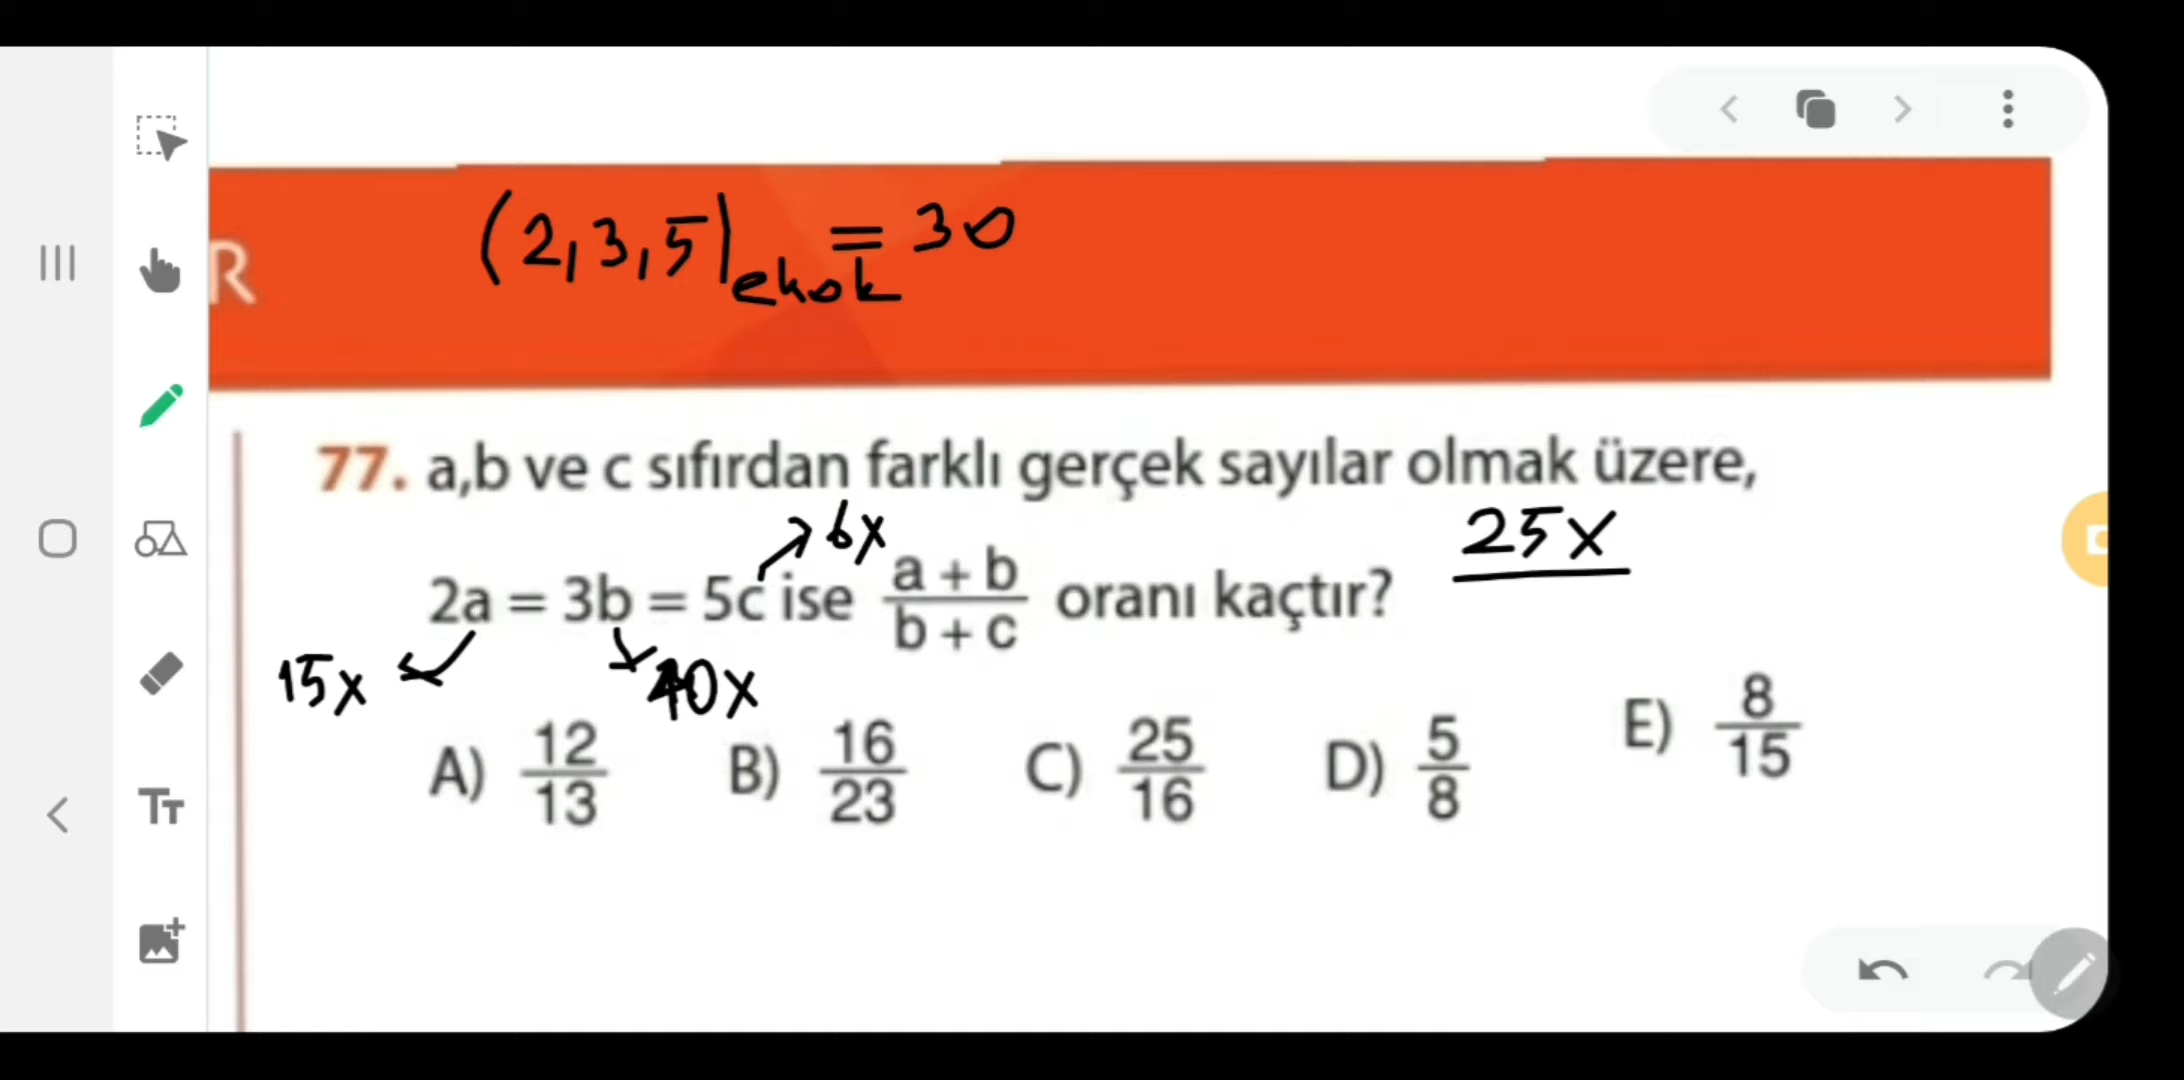 (2,3,5)ekok = 30
R
77. a,b ve c sıfırdan farklı gerçek sayılar olmak üzere,
6x
25x
2a = 3b = 5c ise a + b / b + c oranı kaçtır?
15x
10x
A) 12/13 B) 16/23 C) 25/16 D) 5/8 E) 8/15
Tт